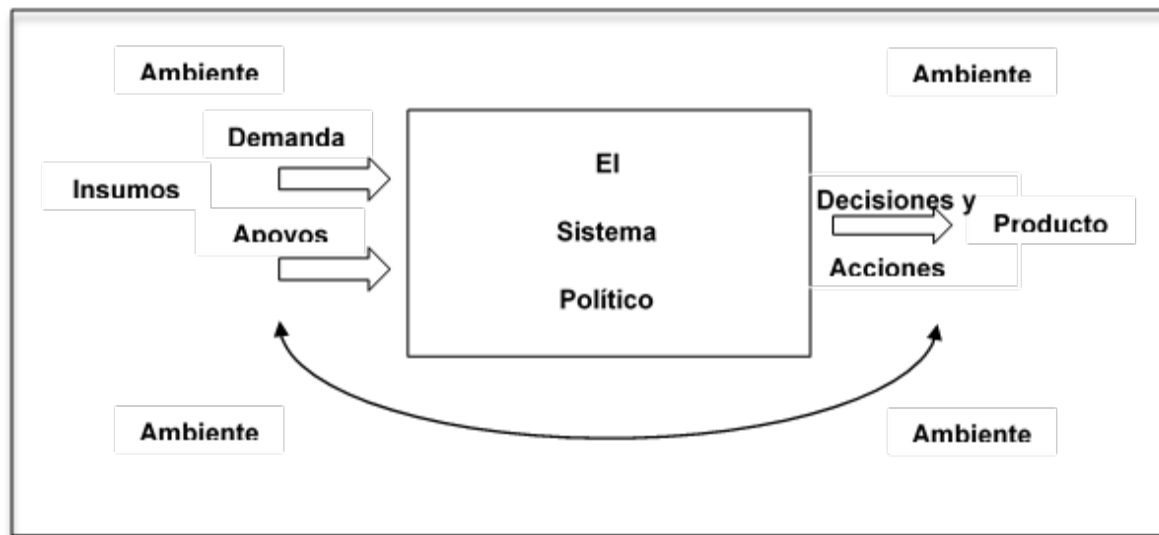 Ambiente
Ambiente
Demanda
Insumos
Apoyos
El
Sistema
Político
Decisiones y
Acciones
Producto
Ambiente
Ambiente